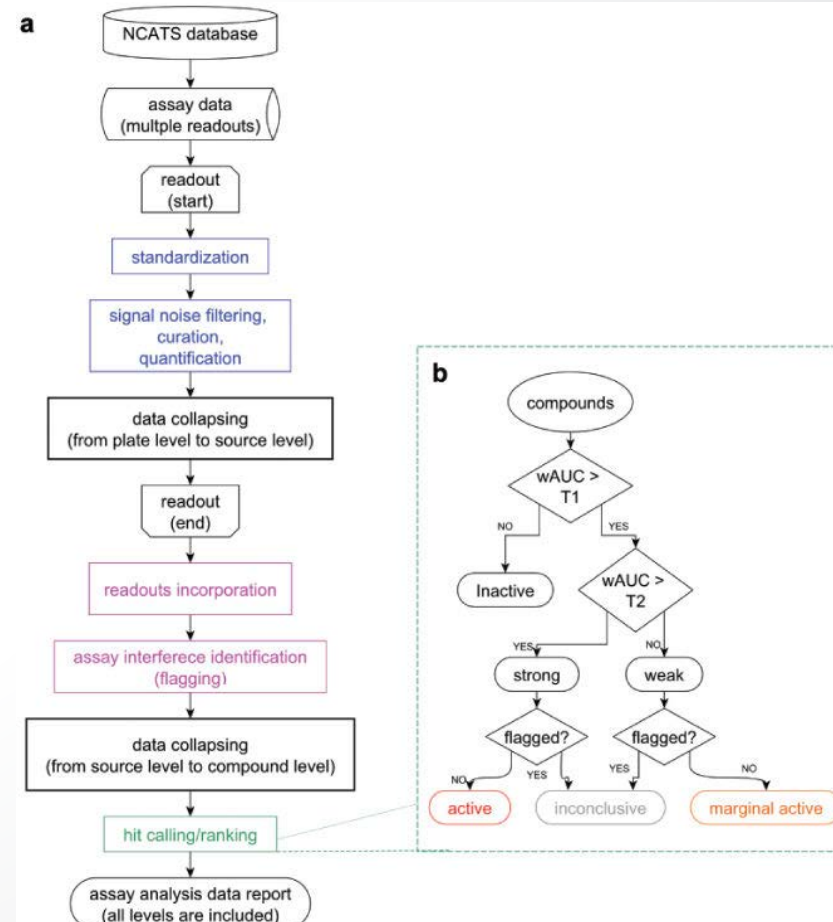 a
NCATS database
assay data
(multple readouts)
readout
(start)
standardization
signal noise filtering,
curation,
quantification
data collapsing
(from plate level to source level)
readout
(end)
readouts incorporation
assay interferece identification
(flagging)
data collapsing
(from source level to compound level)
hit calling/ranking
assay analysis data report
(all levels are included)
b
compounds
wAUC >
T1
NO
YES
Inactive
wAUC >
T2
YES
NO
strong
weak
flagged?
flagged?
NO
YES
YES
NO
active
inconclusive
marginal active